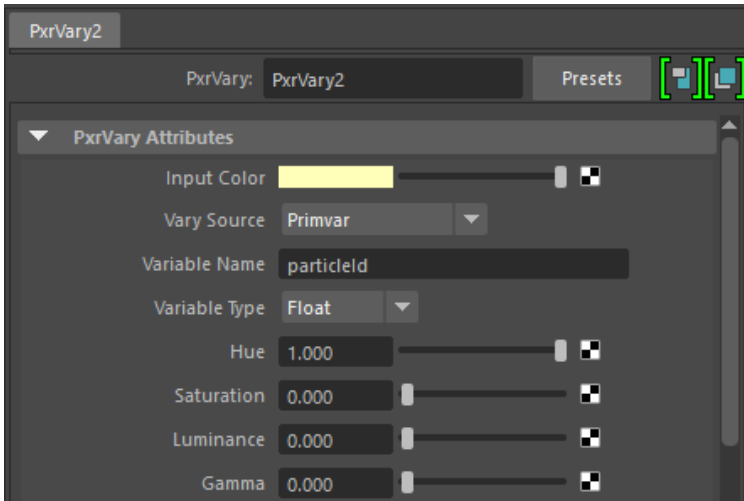 PxrVary2
PxrVary: PxrVary2 Presets
PxrVary Attributes
Input Color
Vary Source Primvar
Variable Name particleId
Variable Type Float
Hue 1.000
Saturation 0.000
Luminance 0.000
Gamma 0.000